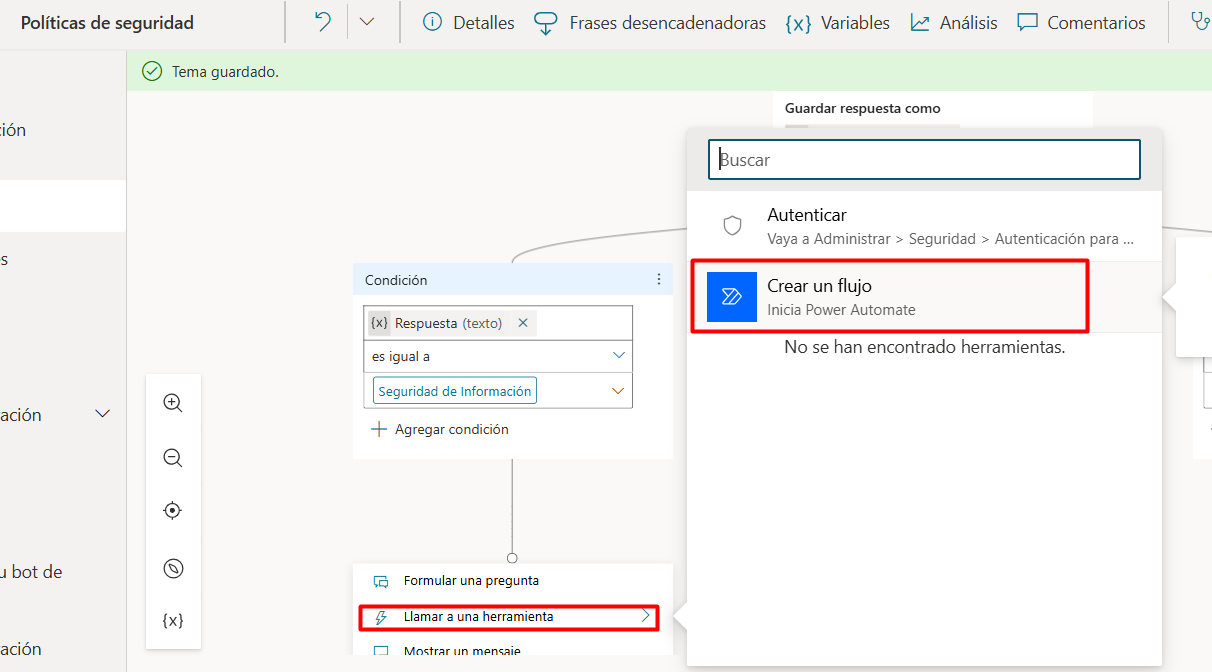 Políticas de seguridad
Detalles
Frases desencadenadoras
{x} Variables
Análisis
Comentarios
Tema guardado.
ción
s
ación
u bot de
ación
Guardar respuesta como
Buscar
Autenticar
Vaya a Administrar > Seguridad > Autenticación para ...
Crear un flujo
Inicia Power Automate
No se han encontrado herramientas.
Condición
{x} Respuesta (texto)
es igual a
Seguridad de Información
Agregar condición
{x}
Formular una pregunta
Llamar a una herramienta
Mostrar un mensaje